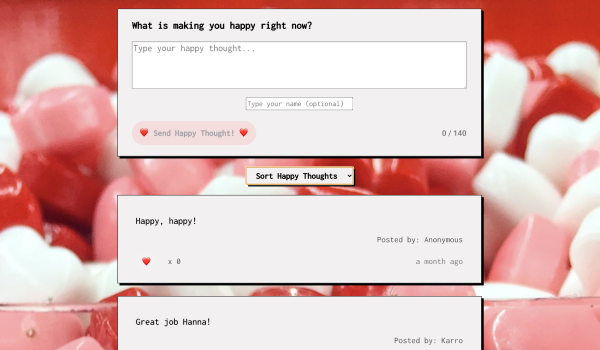 What is making you happy right now?
Type your happy thought...
Type your name (optional)
❤️ Send Happy Thought! ❤️
0 / 140
Sort Happy Thoughts
Happy, happy!
Posted by: Anonymous
❤️ x 0
a month ago
Great job Hanna!
Posted by: Karro